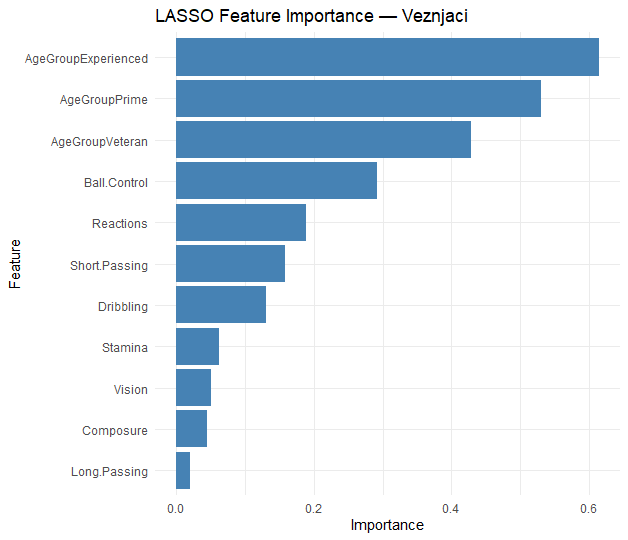 LASSO Feature Importance — Veznjaci
AgeGroupExperienced
AgeGroupPrime
AgeGroupVeteran
Ball.Control
Reactions
Short.Passing
Dribbling
Stamina
Vision
Composure
Long.Passing
Feature
0.0 0.2 0.4 0.6
Importance